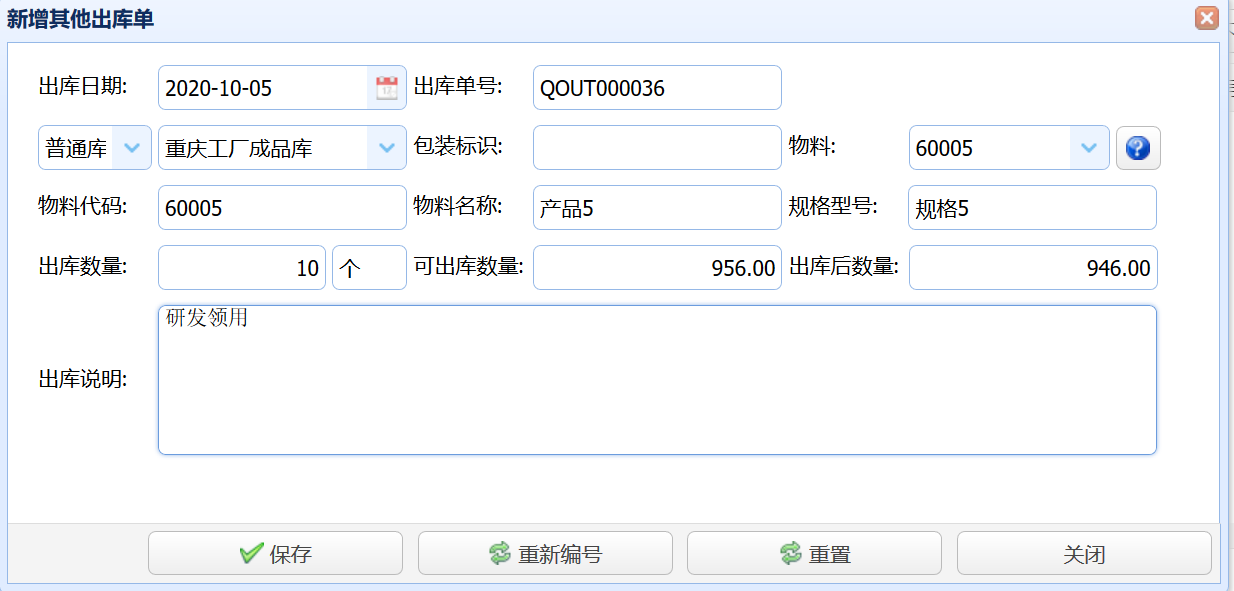 新增其他出库单
出库日期: 2020-10-05 出库单号: QOUT000036
普通库 重庆工厂成品库 包装标识: 物料: 60005
物料代码: 60005 物料名称: 产品5 规格型号: 规格5
出库数量: 10 个 可出库数量: 956.00 出库后数量: 946.00
研发领用
出库说明:
保存 重新编号 重置 关闭